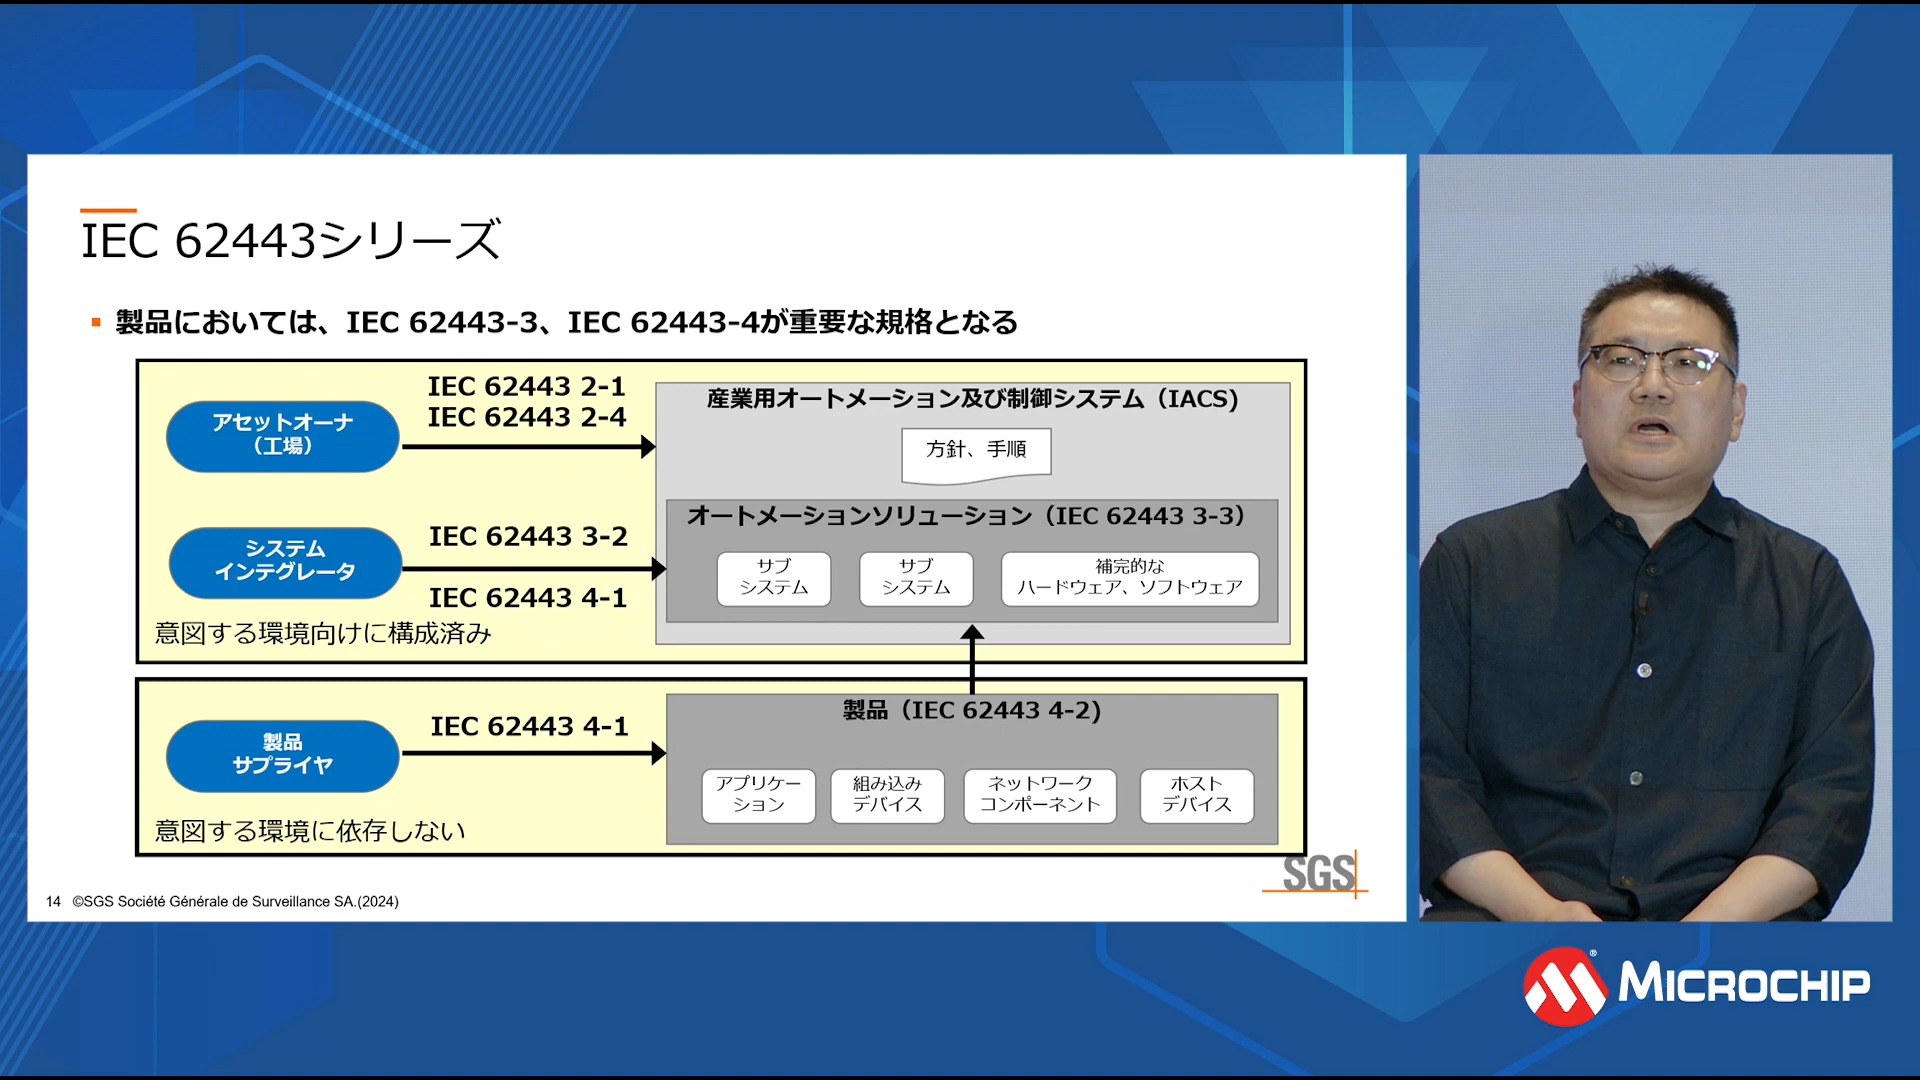 IEC 62443シリーズ
▪ 製品においては、IEC 62443-3、IEC 62443-4が重要な規格となる
アセットオーナ
（工場）
IEC 62443 2-1
IEC 62443 2-4
産業用オートメーション及び制御システム（IACS)
方針、手順
システム
インテグレータ
IEC 62443 3-2
IEC 62443 4-1
意図する環境向けに構成済み
オートメーションソリューション（IEC 62443 3-3）
サブ
システム
サブ
システム
補完的な
ハードウェア、ソフトウェア
製品
サプライヤ
IEC 62443 4-1
意図する環境に依存しない
製品（IEC 62443 4-2)
アプリケー
ション
組み込み
デバイス
ネットワーク
コンポーネント
ホスト
デバイス
SGS
14 ©SGS Société Générale de Surveillance SA.(2024)
® MICROCHIP